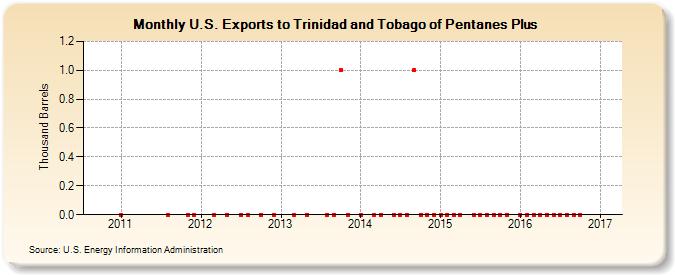 Monthly U.S. Exports to Trinidad and Tobago of Pentanes Plus
Thousand Barrels
1.2
1.0
0.8
0.6
0.4
0.2
0.0
2011 2012 2013 2014 2015 2016 2017
Source: U.S. Energy Information Administration